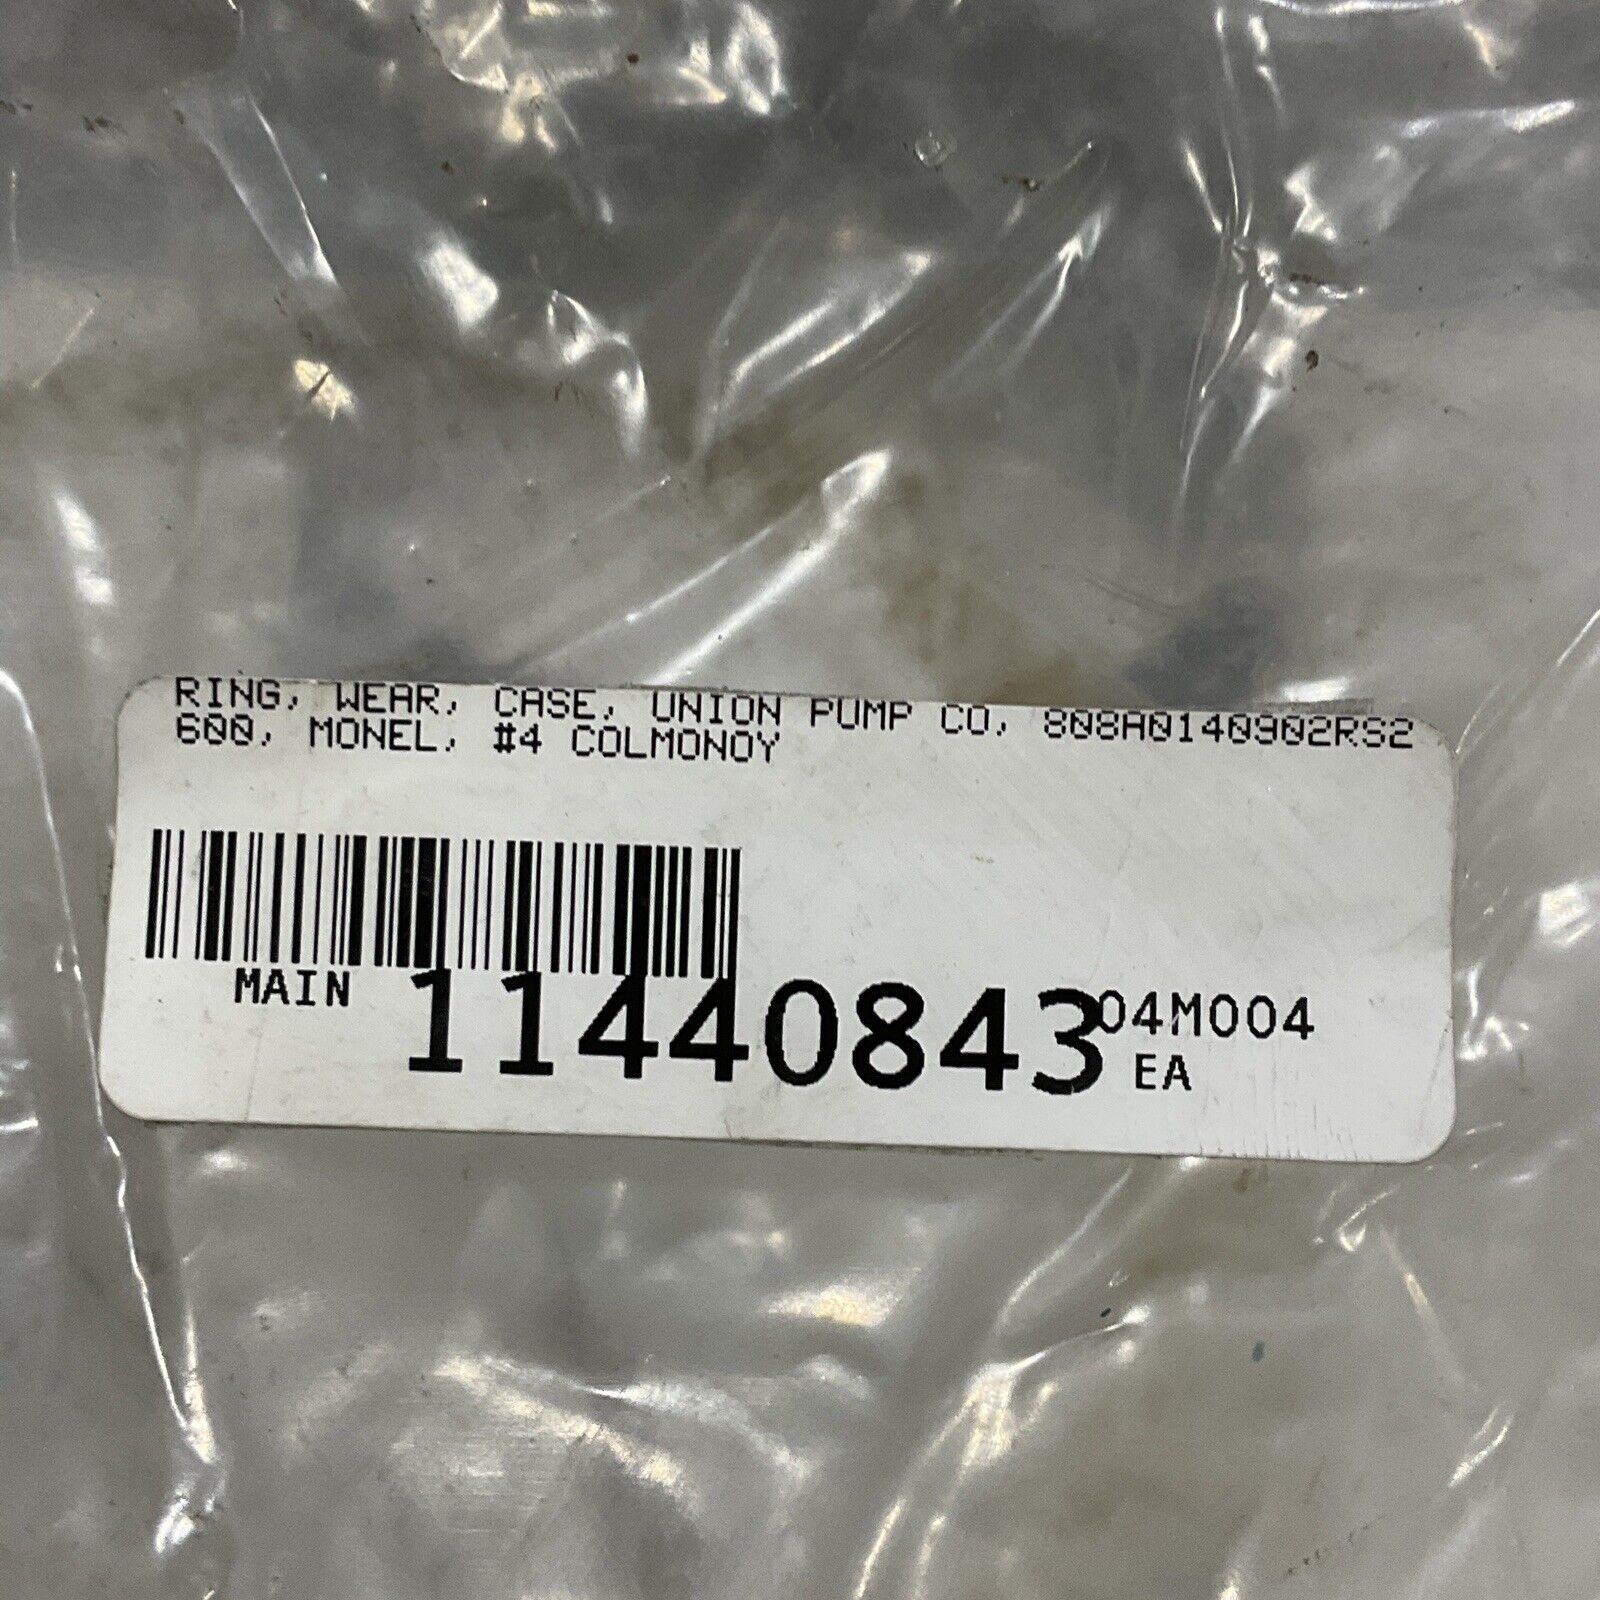 RING, WEAR, CASE, UNION PUMP CO, 808A0140902RS2
600, MONEL, #4 COLMONOY
MAIN 11440843 04M004
EA